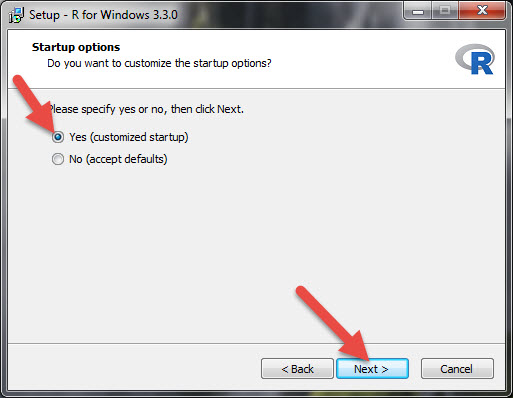 Setup - R for Windows 3.3.0
Startup options
Do you want to customize the startup options?
R
Please specify yes or no, then click Next.
Yes (customized startup)
No (accept defaults)
< Back
Next >
Cancel